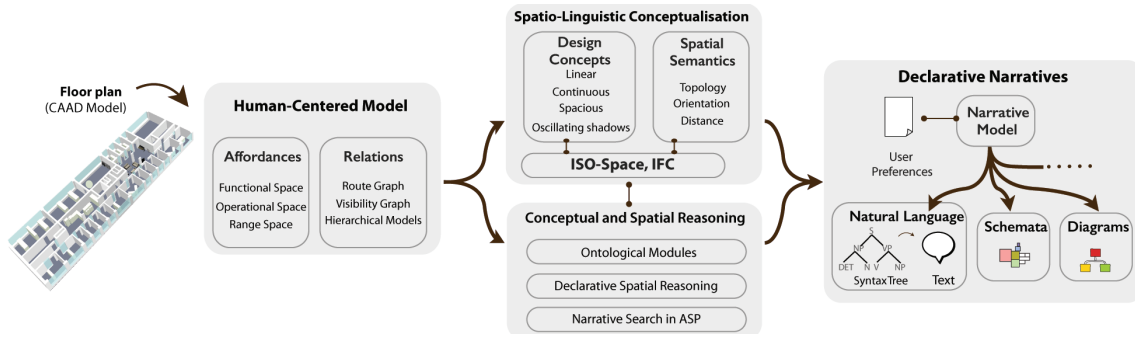 Floor plan
(CAAD Model)
Human-Centered Model
Affordances
Functional Space
Operational Space
Range Space
Relations
Route Graph
Visibility Graph
Hierarchical Models
Spatio-Linguistic Conceptualisation
Design
Concepts
Linear
Continuous
Spacious
Oscillating shadows
Spatial
Semantics
Topology
Orientation
Distance
ISO-Space, IFC
Conceptual and Spatial Reasoning
Ontological Modules
Declarative Spatial Reasoning
Narrative Search in ASP
Declarative Narratives
User
Preferences
Narrative
Model
Natural Language
S
NP VP
DET N V NP
Syntax Tree
Text
Schemata
Diagrams